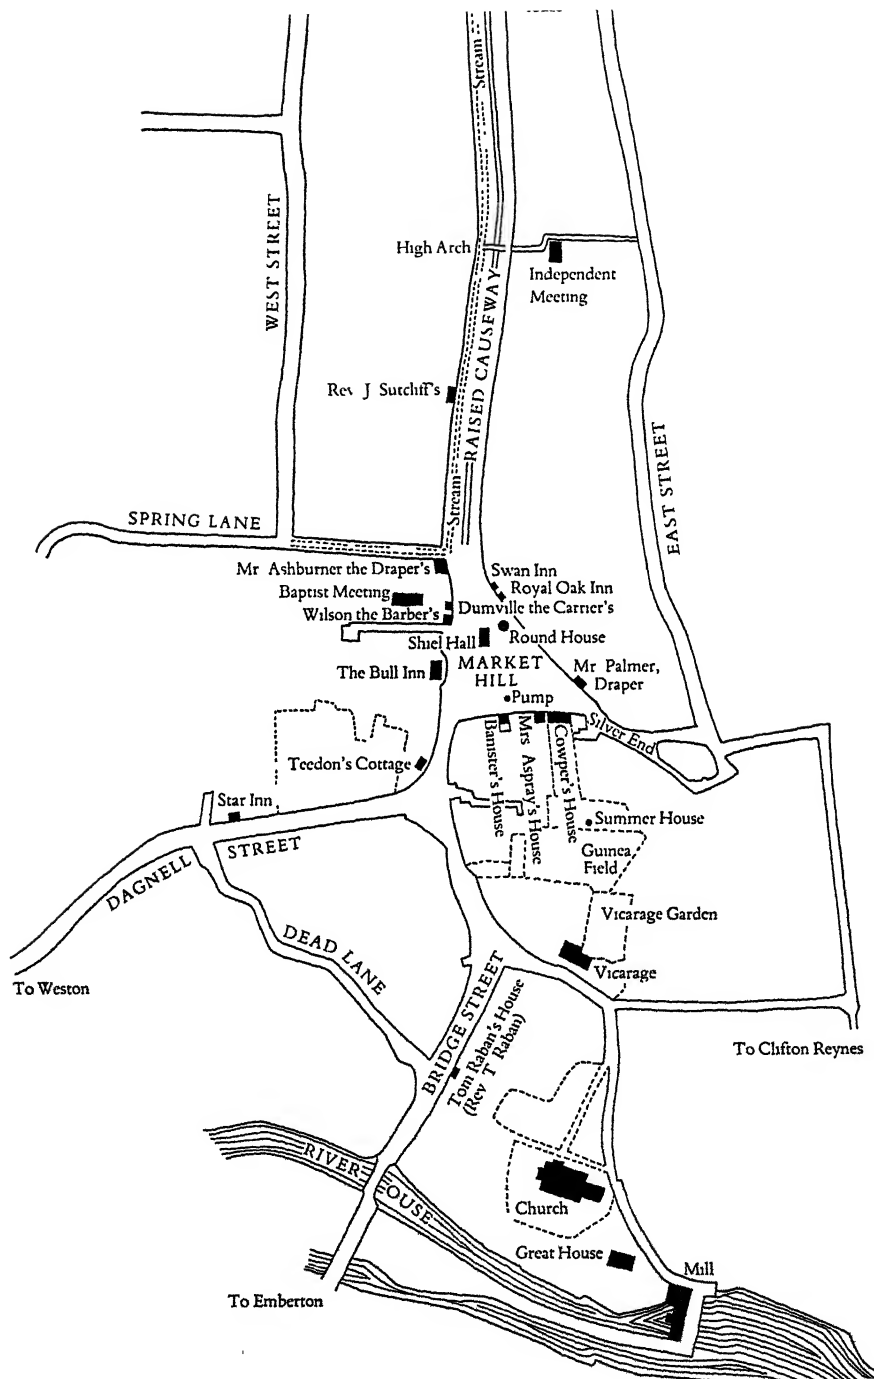 Stream
WEST STREET
High Arch
Independent
Meeting
RAISED CAUSEWAY
Rev J Sutcliff's
EAST STREET
Stream
SPRING LANE
Mr Ashburner the Draper's
Swan Inn
Baptist Meeting
Royal Oak Inn
Wilson the Barber's
Dumville the Carrier's
Shiel Hall
Round House
The Bull Inn
MARKET
HILL
Mr Palmer,
Draper
Pump
Silver End
Banister's House
Mrs Aspray's House
Cowper's House
Teedon's Cottage
Star Inn
Summer House
DAGNELL STREET
Guinea
Field
Vicarage Garden
DEAD LANE
Vicarage
To Weston
BRIDGE STREET
Tom Raban's House
(Rev T Raban)
To Clifton Reynes
RIVER OUSE
Church
Great House
Mill
To Emberton